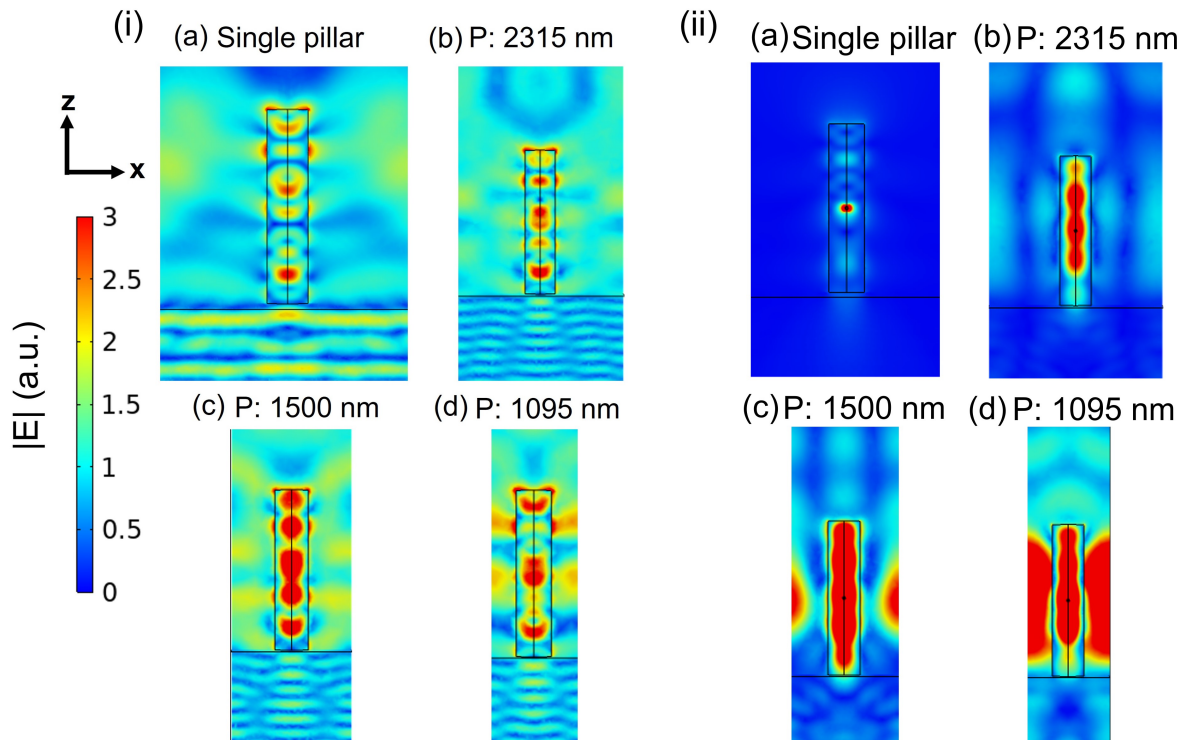 (i)
(a) Single pillar
(b) P: 2315 nm
z
x
3
2.5
2
1.5
1
0.5
0
|E| (a.u.)
(c) P: 1500 nm
(d) P: 1095 nm
(ii)
(a) Single pillar
(b) P: 2315 nm
(c) P: 1500 nm
(d) P: 1095 nm